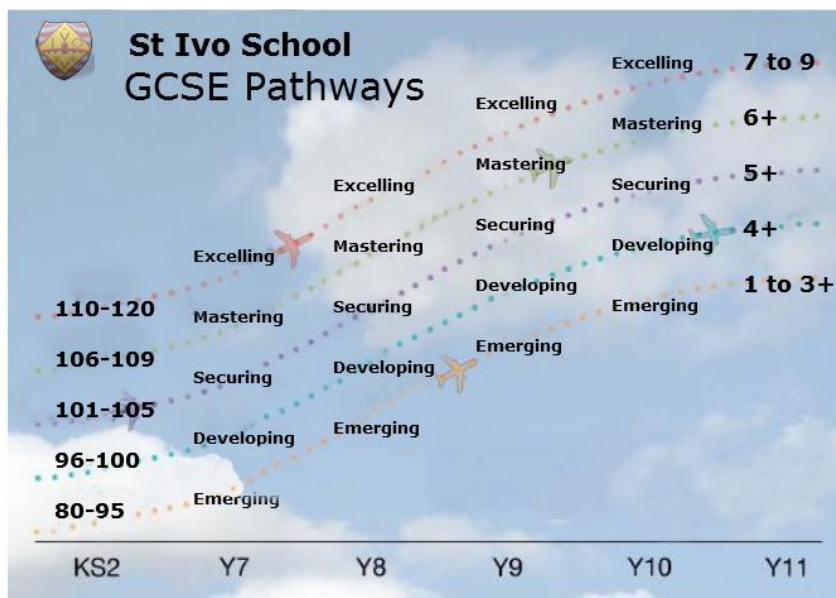 St Ivo School
GCSE Pathways
Excelling 7 to 9
Excelling
Mastering 6+
Mastering
Excelling
Securing 5+
Securing
Excelling
Mastering
Developing 4+
Developing
110-120
Mastering
Securing
Emerging 1 to 3+
Emerging
106-109
Securing
Developing
101-105
Developing
Emerging
96-100
Emerging
80-95
KS2 Y7 Y8 Y9 Y10 Y11